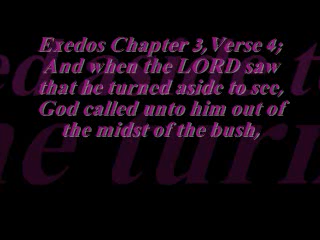 Exedos Chapter 3,Verse 4;
And when the LORD saw
that he turned aside to see,
God called unto him out of
the midst of the bush,